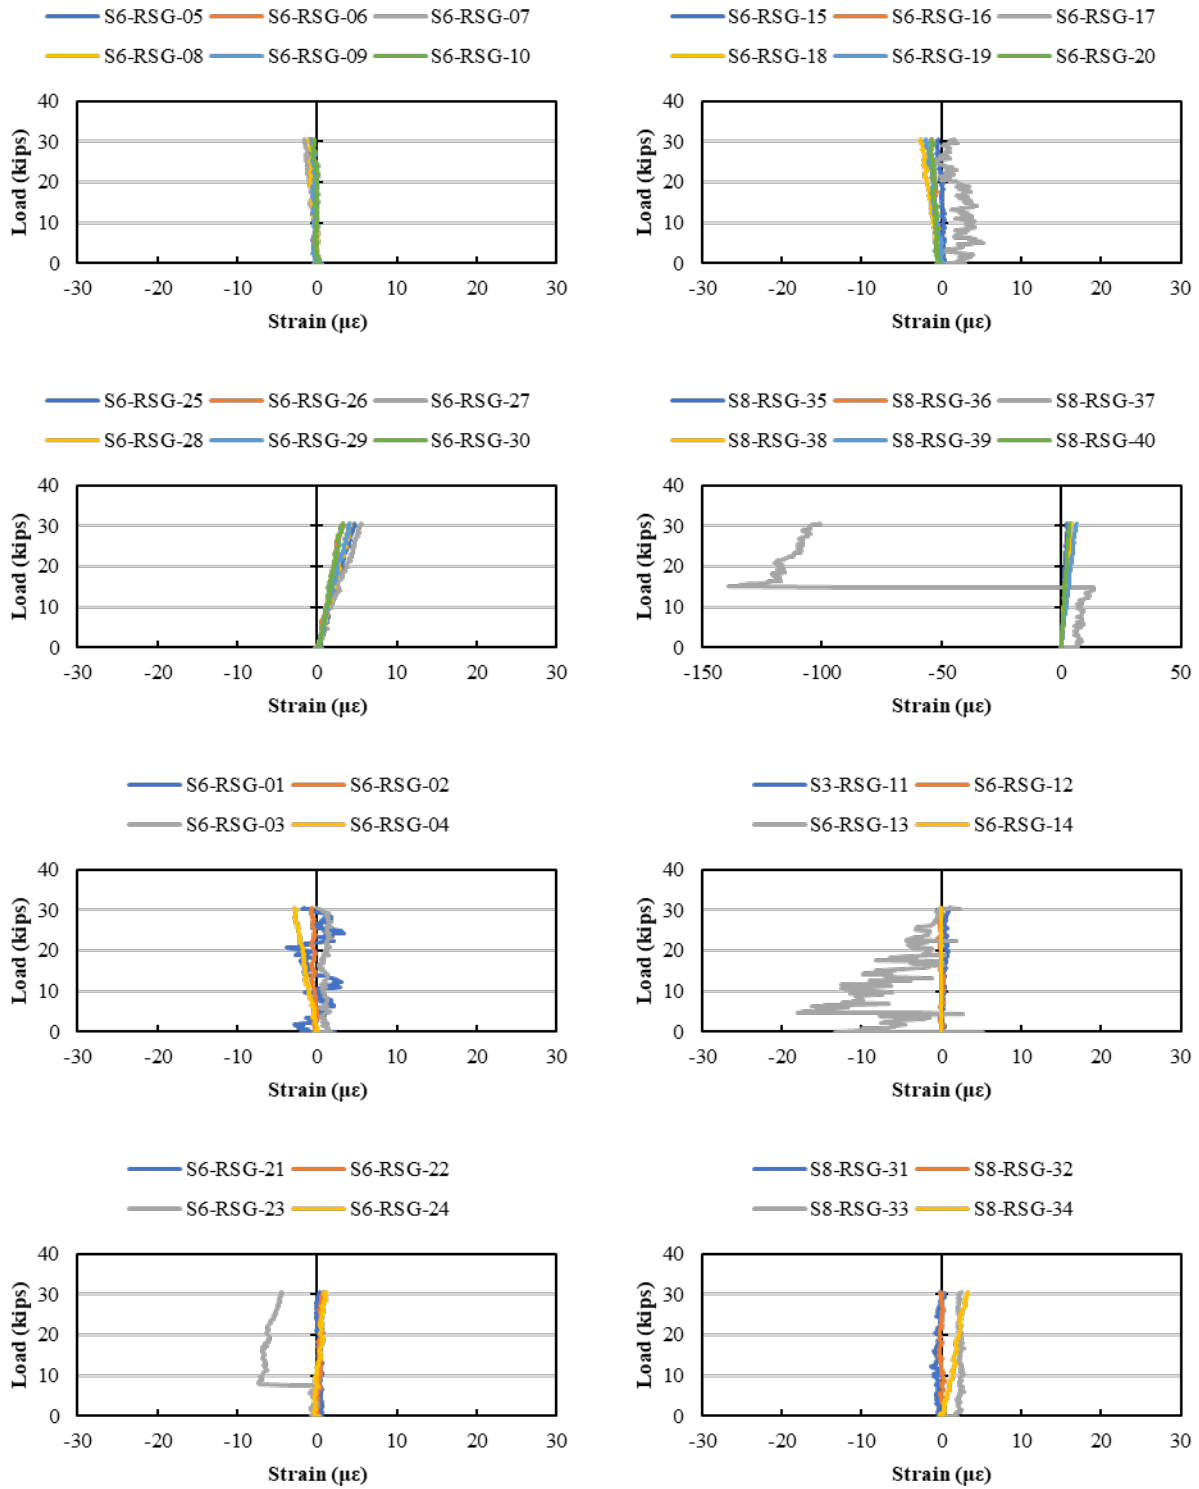 S6-RSG-05 S6-RSG-06 S6-RSG-07
S6-RSG-08 S6-RSG-09 S6-RSG-10
40
30
20
10
0
-30 -20 -10 0 10 20 30
Load (kips)
Strain (με)
S6-RSG-15 S6-RSG-16 S6-RSG-17
S6-RSG-18 S6-RSG-19 S6-RSG-20
40
30
20
10
0
-30 -20 -10 0 10 20 30
Load (kips)
Strain (με)
S6-RSG-25 S6-RSG-26 S6-RSG-27
S6-RSG-28 S6-RSG-29 S6-RSG-30
40
30
20
10
0
-30 -20 -10 0 10 20 30
Load (kips)
Strain (με)
S8-RSG-35 S8-RSG-36 S8-RSG-37
S8-RSG-38 S8-RSG-39 S8-RSG-40
40
30
20
10
0
-150 -100 -50 0 50
Load (kips)
Strain (με)
S6-RSG-01 S6-RSG-02
S6-RSG-03 S6-RSG-04
40
30
20
10
0
-30 -20 -10 0 10 20 30
Load (kips)
Strain (με)
S3-RSG-11 S6-RSG-12
S6-RSG-13 S6-RSG-14
40
30
20
10
0
-30 -20 -10 0 10 20 30
Load (kips)
Strain (με)
S6-RSG-21 S6-RSG-22
S6-RSG-23 S6-RSG-24
40
30
20
10
0
-30 -20 -10 0 10 20 30
Load (kips)
Strain (με)
S8-RSG-31 S8-RSG-32
S8-RSG-33 S8-RSG-34
40
30
20
10
0
-30 -20 -10 0 10 20 30
Load (kips)
Strain (με)